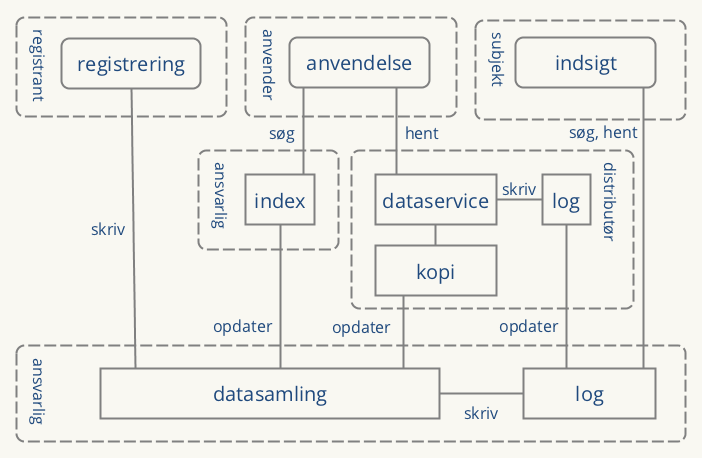 registrant
registrering
anvender
anvendelse
subjekt
indsigt
søg
hent
søg, hent
ansvarlig
index
dataservice
skriv
log
distributør
skriv
kopi
opdater
opdater
opdater
ansvarlig
datasamling
skriv
log